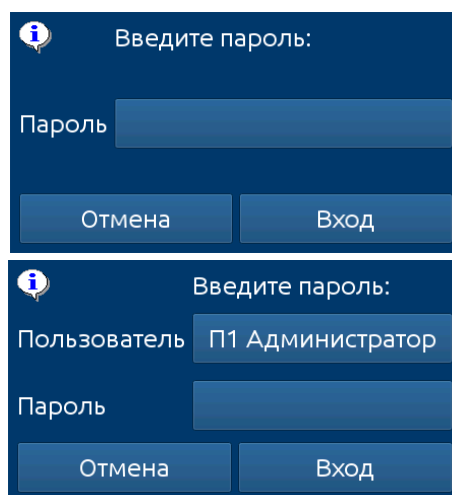 Введите пароль:
Пароль
Отмена Вход
Введите пароль:
Пользователь П1 Администратор
Пароль
Отмена Вход